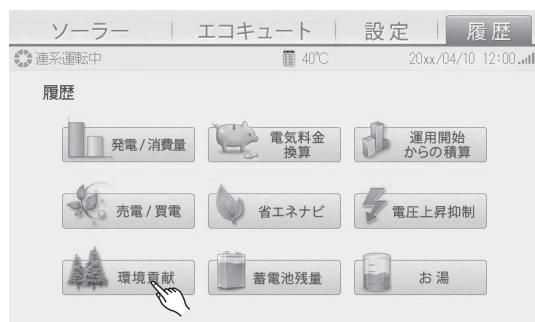 ソーラー エコキュート 設定 履歴
連系運転中 40℃ 20xx/04/10 12:00
履歴
発電/消費量 電気料金 運用開始
換算 からの積算
売電/買電 省エネナビ 電圧上昇抑制
環境貢献 蓄電池残量 お湯